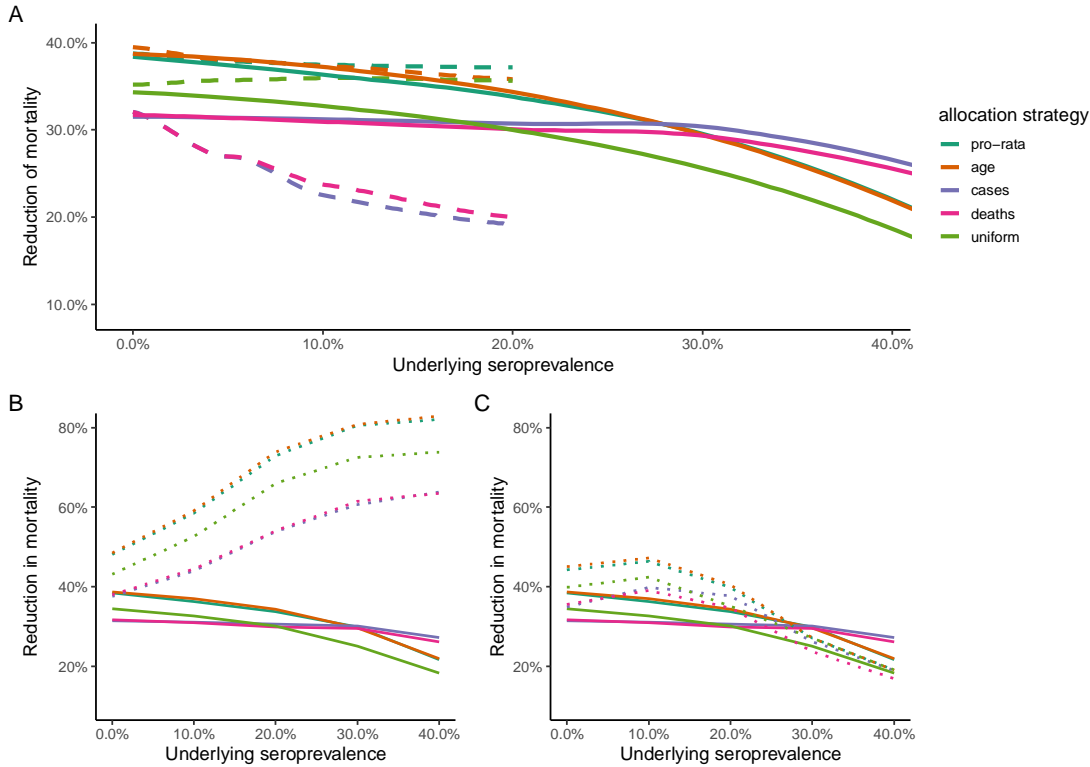 A
40.0%
30.0%
20.0%
10.0%
Reduction of mortality
0.0%
10.0%
20.0%
30.0%
40.0%
Underlying seroprevalence
allocation strategy
pro−rata
age
cases
deaths
uniform
B
80%
60%
40%
20%
Reduction in mortality
0.0%
10.0%
20.0%
30.0%
40.0%
Underlying seroprevalence
C
80%
60%
40%
20%
Reduction in mortality
0.0%
10.0%
20.0%
30.0%
40.0%
Underlying seroprevalence